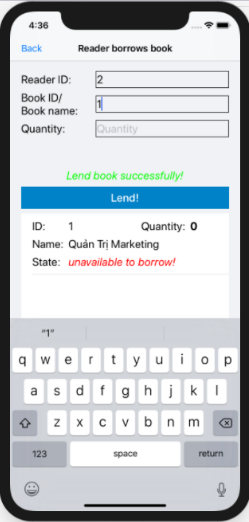 4:36
Back Reader borrows book
Reader ID: 2
Book ID/
Book name: 1
Quantity: Quantity
Lend book successfully!
Lend!
ID: 1 Quantity: 0
Name: Quản Trị Marketing
State: unavailable to borrow!
“1”
q w e r t y u i o p
a s d f g h j k l
z x c v b n m
123 space return